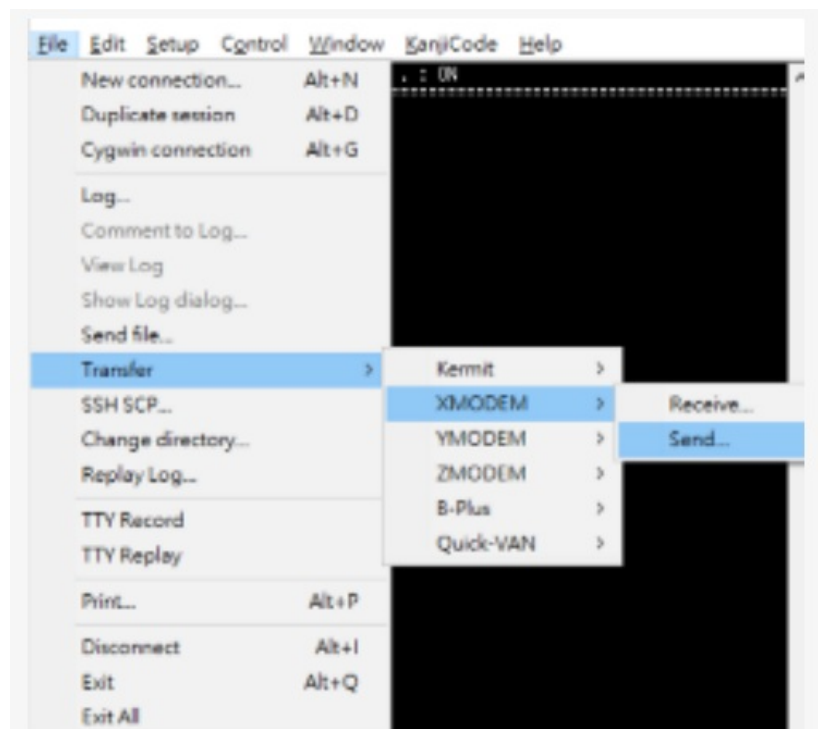 File Edit Setup Control Window KanjiCode Help
New connection... Alt+N
. : ON
Duplicate session Alt+D
Cygwin connection Alt+G
Log...
Comment to Log...
View Log
Show Log dialog...
Send file...
Transfer >
Kermit >
SSH SCP...
XMODEM >
Receive...
Change directory...
YMODEM >
Send...
Replay Log...
ZMODEM >
B-Plus >
TTY Record
Quick-VAN >
TTY Replay
Print... Alt+P
Disconnect Alt+I
Exit Alt+Q
Exit All